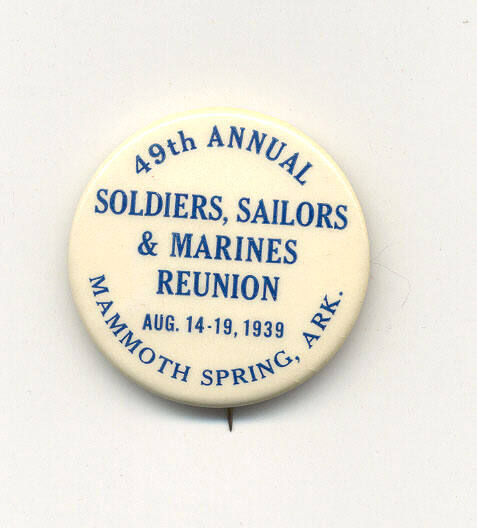 49th ANNUAL
SOLDIERS, SAILORS
& MARINES
REUNION
AUG. 14-19, 1939
MAMMOTH SPRING, ARK.